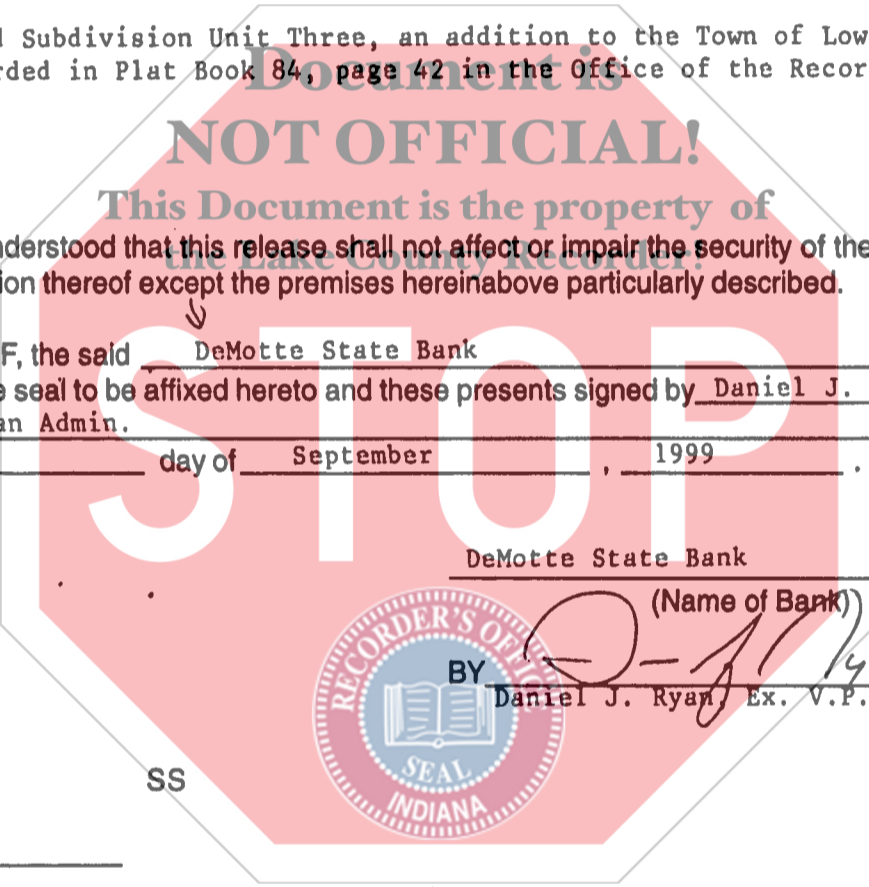 Subdivision Unit Three, an addition to the Town of Low
rded in Plat Book 84, page 42 in the Office of the Recor
Document is
NOT OFFICIAL!
This Document is the property of
the Lake County Recorder!
nderstood that this release shall not affect or impair the security of the
ion thereof except the premises hereinabove particularly described.
F, the said DeMotte State Bank
e seal to be affixed hereto and these presents signed by Daniel J.
an Admin.
day of September , 1999 .
STOP
DeMotte State Bank
(Name of Bank)
BY
Daniel J. Ryan, Ex. V.P.
RECORDER'S OFFICE
SEAL
INDIANA
SS